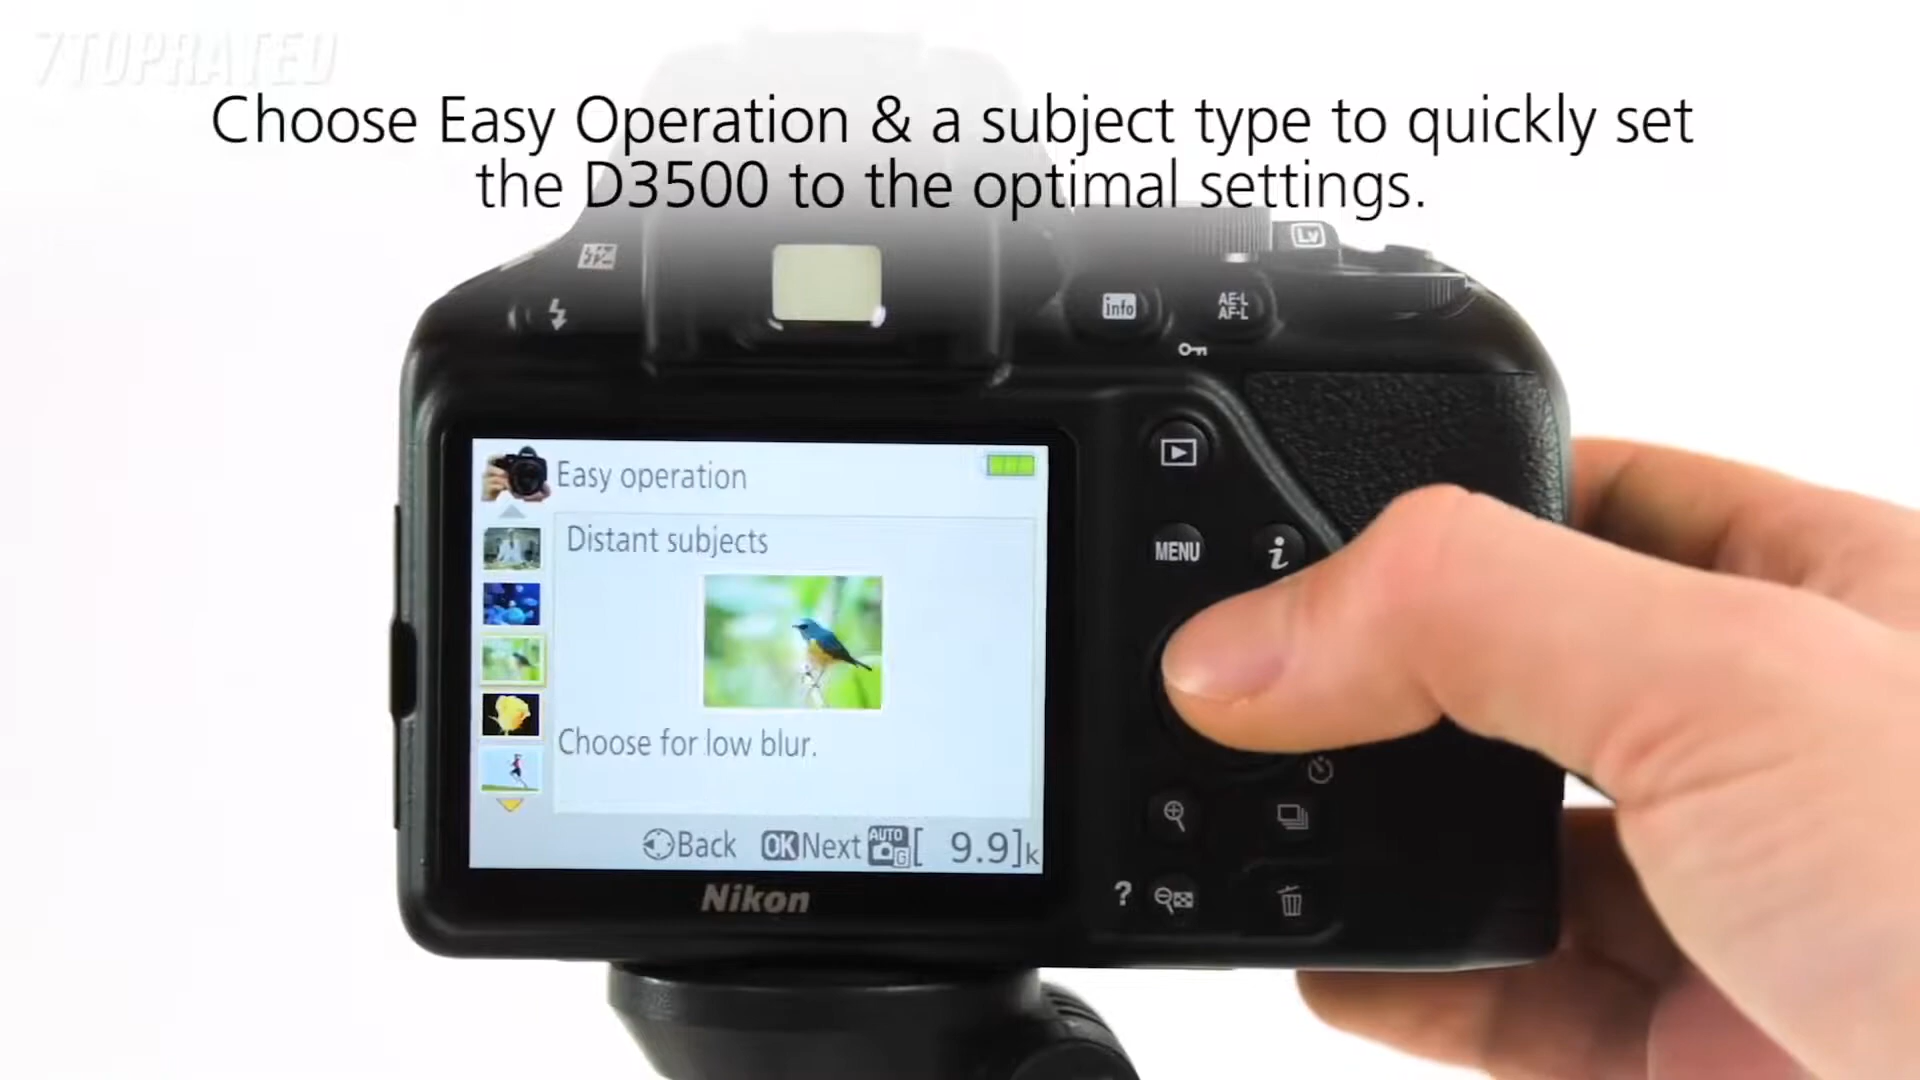 7TOPRATED
Choose Easy Operation & a subject type to quickly set
the D3500 to the optimal settings.
Lv
info
AE-L
AF-L
Easy operation
Distant subjects
MENU
i
Choose for low blur.
Back OK Next AUTO G [ 9.9]k
Nikon
?